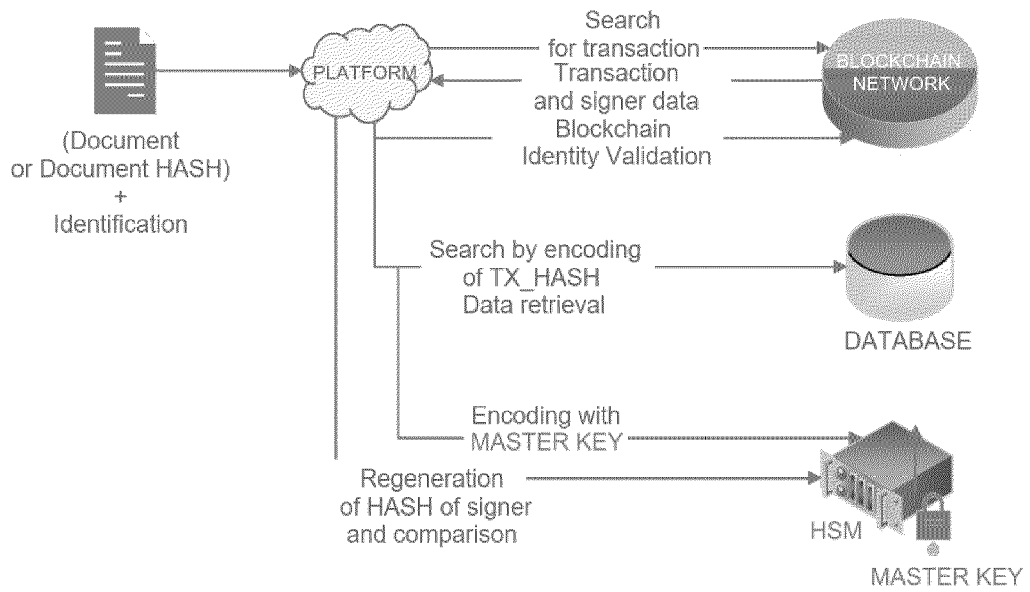 (Document
or Document HASH)
+
Identification
PLATFORM
Search
for transaction
Transaction
and signer data
Blockchain
Identity Validation
BLOCKCHAIN
NETWORK
Search by encoding
of TX_HASH
Data retrieval
DATABASE
Encoding with
MASTER KEY
Regeneration
of HASH of signer
and comparison
HSM
MASTER KEY